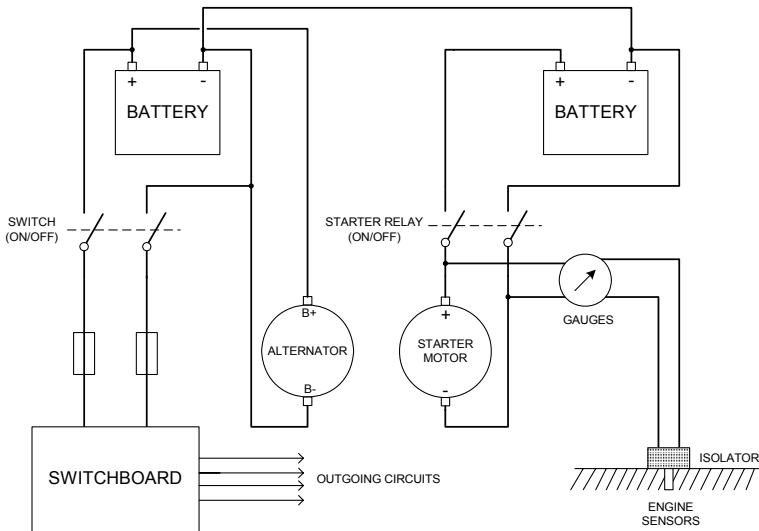 + -
BATTERY
+ -
BATTERY
SWITCH
(ON/OFF)
STARTER RELAY
(ON/OFF)
GAUGES
B+
ALTERNATOR
B-
+
STARTER
MOTOR
-
SWITCHBOARD
OUTGOING CIRCUITS
ISOLATOR
ENGINE
SENSORS